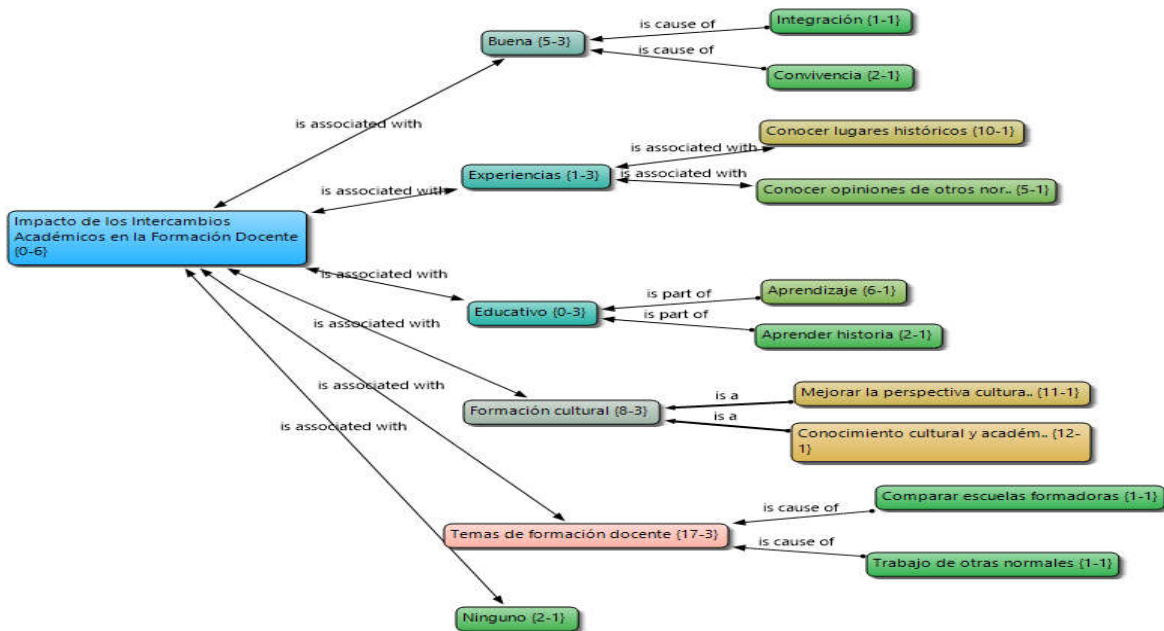 Integración {1-1}
is cause of
Buena {5-3}
is cause of
Convivencia {2-1}
is associated with
Conocer lugares históricos {10-1}
is associated with
Experiencias {1-3}
is associated with
is associated with
Conocer opiniones de otros nor.. {5-1}
Impacto de los Intercambios
Académicos en la Formación Docente
{0-6}
is associated with
Aprendizaje {6-1}
is part of
Educativo {0-3}
is part of
Aprender historia {2-1}
is associated with
Mejorar la perspectiva cultura.. {11-1}
is associated with
is a
Formación cultural {8-3}
is a
Conocimiento cultural y académ.. {12-
1}
is associated with
Comparar escuelas formadoras {1-1}
is cause of
Temas de formación docente {17-3}
is cause of
Trabajo de otras normales {1-1}
Ninguno {2-1}